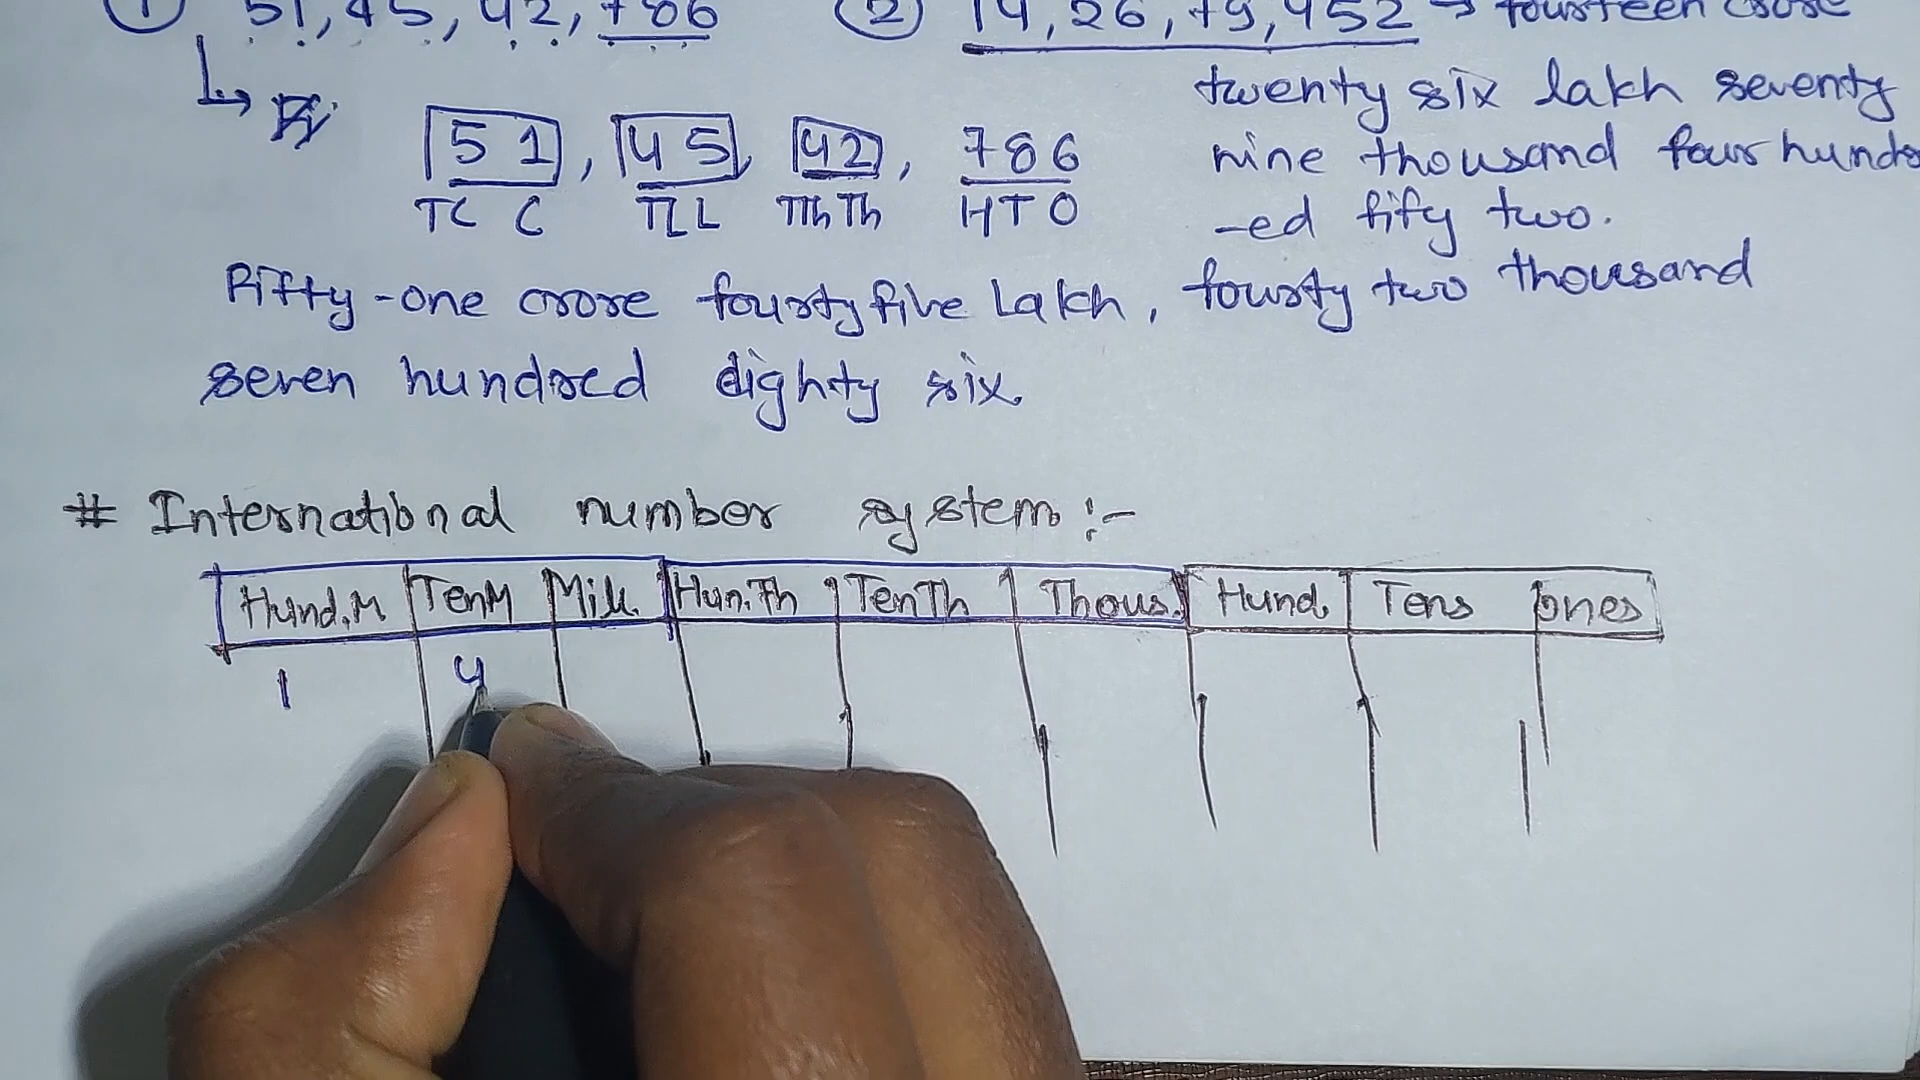 ① 51,45,42,786 ② 14,26,79,452 → fourteen crore
twenty six lakh seventy
nine thousand four hundr
-ed fify two.
51, 45, 42, 786
TC C TL L TTh Th H T O
Fifty-one crore fourty five Lakh, fourty two thousand
seven hundred eighty six.
# International number system :-
Hund.M TenM Mill. Hun.Th TenTh Thous. Hund. Tens ones
1 4